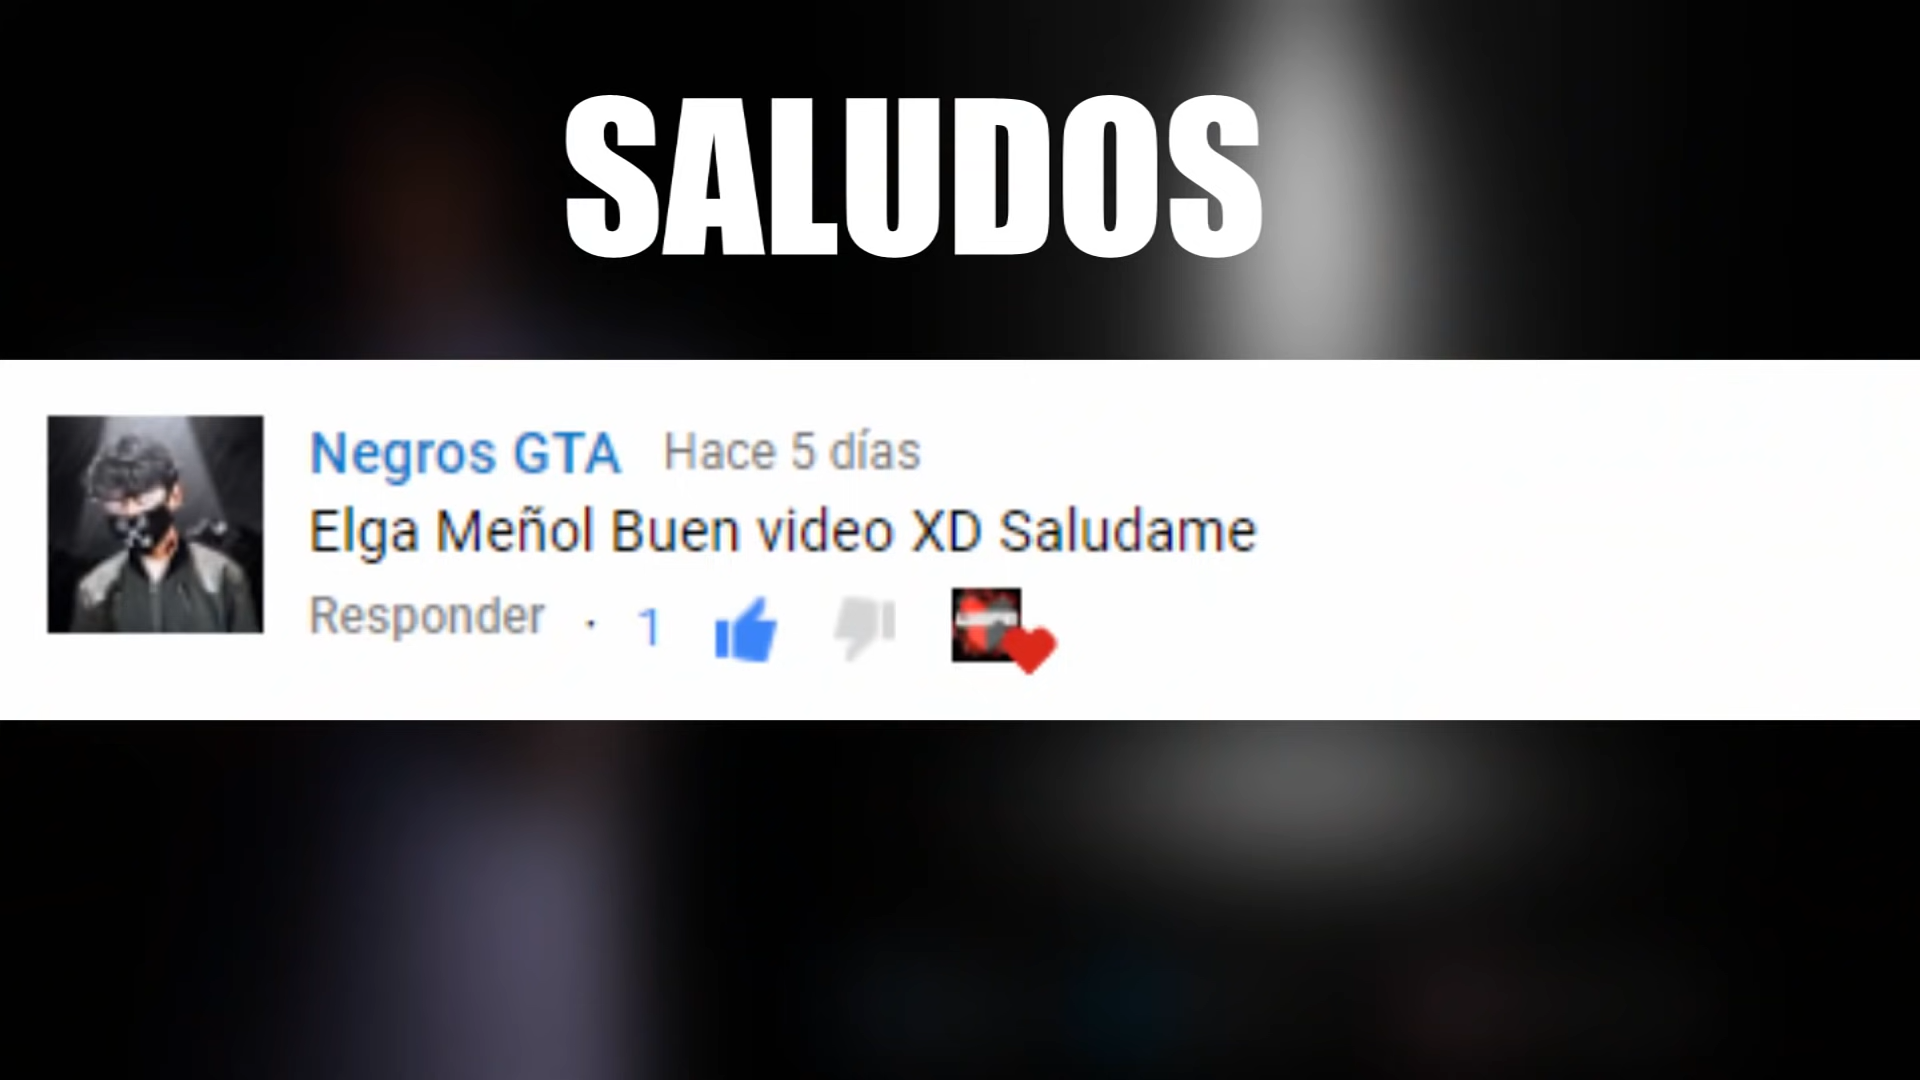 SALUDOS
Negros GTA Hace 5 días
Elga Meñol Buen video XD Saludame
Responder · 1